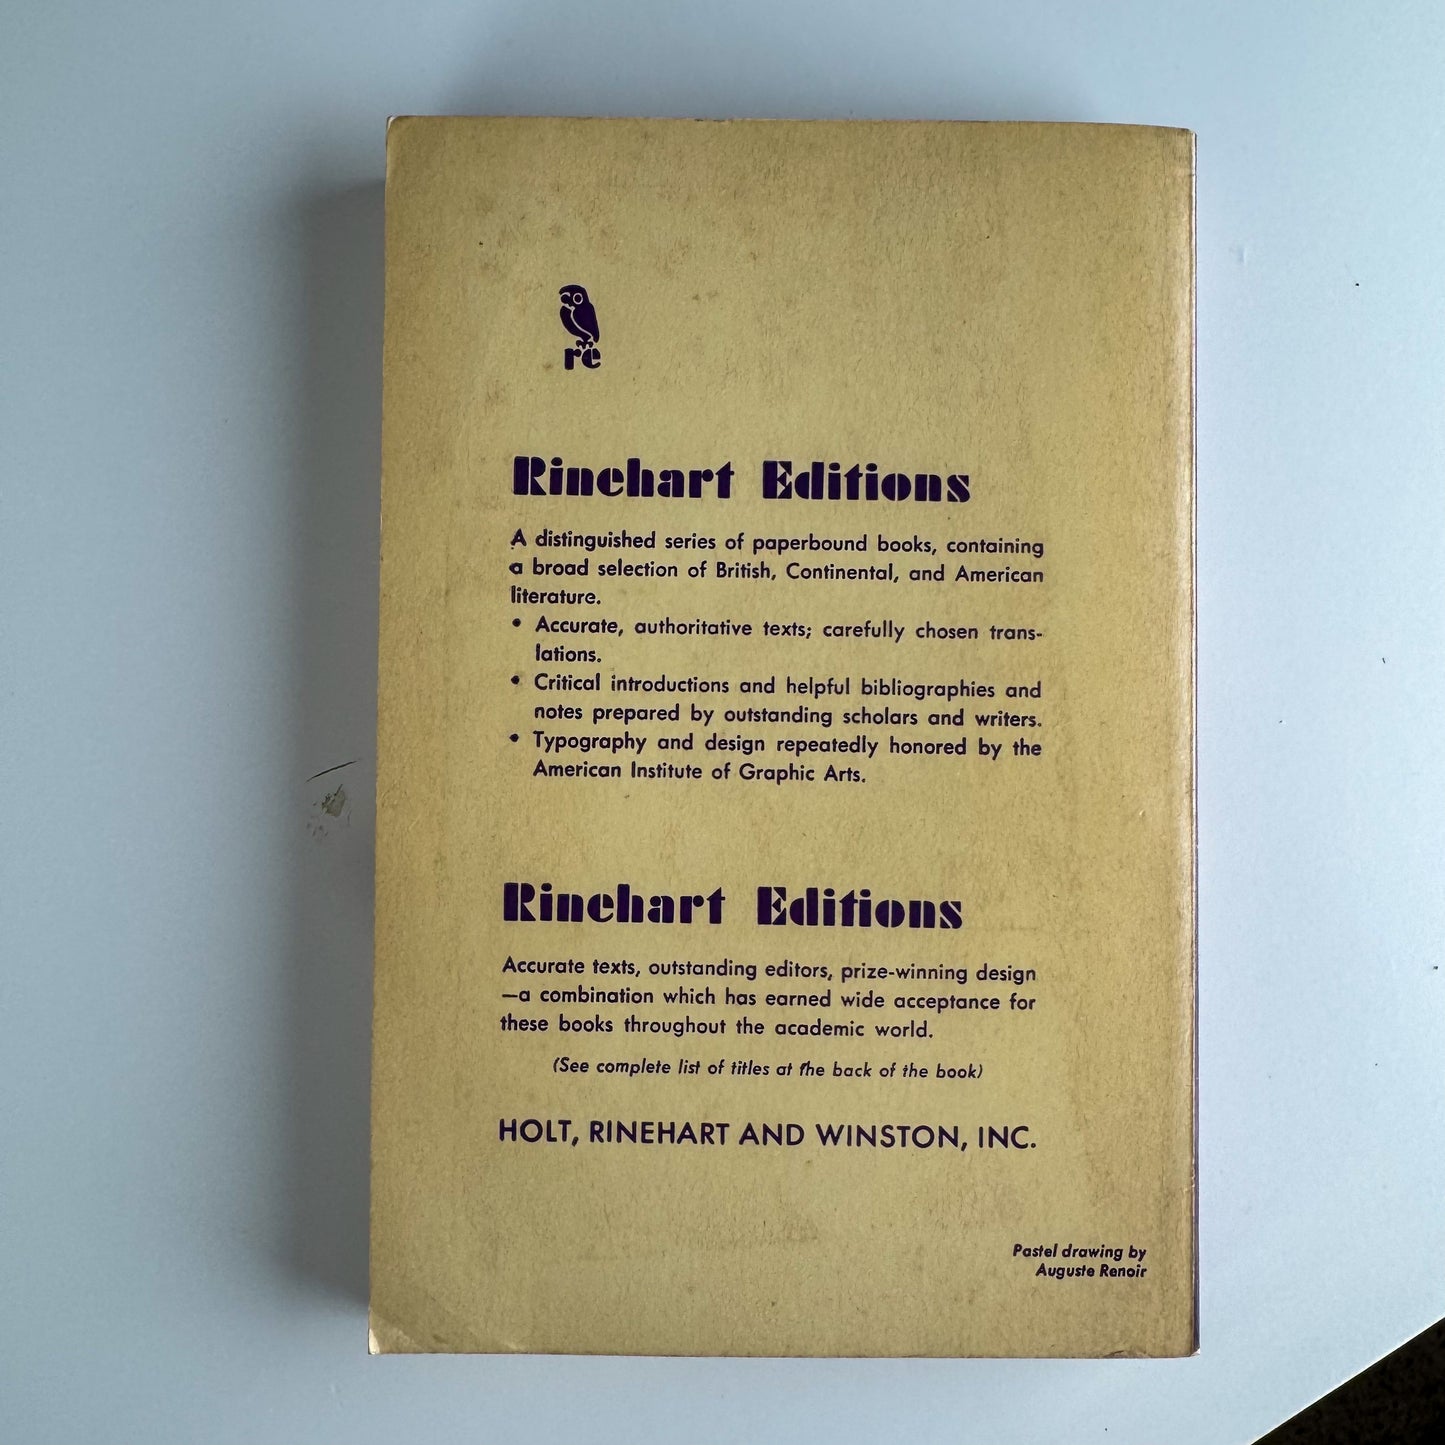 re
Rinehart Editions
A distinguished series of paperbound books, containing
a broad selection of British, Continental, and American
literature.
• Accurate, authoritative texts; carefully chosen trans-
lations.
• Critical introductions and helpful bibliographies and
notes prepared by outstanding scholars and writers.
• Typography and design repeatedly honored by the
American Institute of Graphic Arts.
Rinehart Editions
Accurate texts, outstanding editors, prize-winning design
—a combination which has earned wide acceptance for
these books throughout the academic world.
(See complete list of titles at the back of the book)
HOLT, RINEHART AND WINSTON, INC.
Pastel drawing by
Auguste Renoir